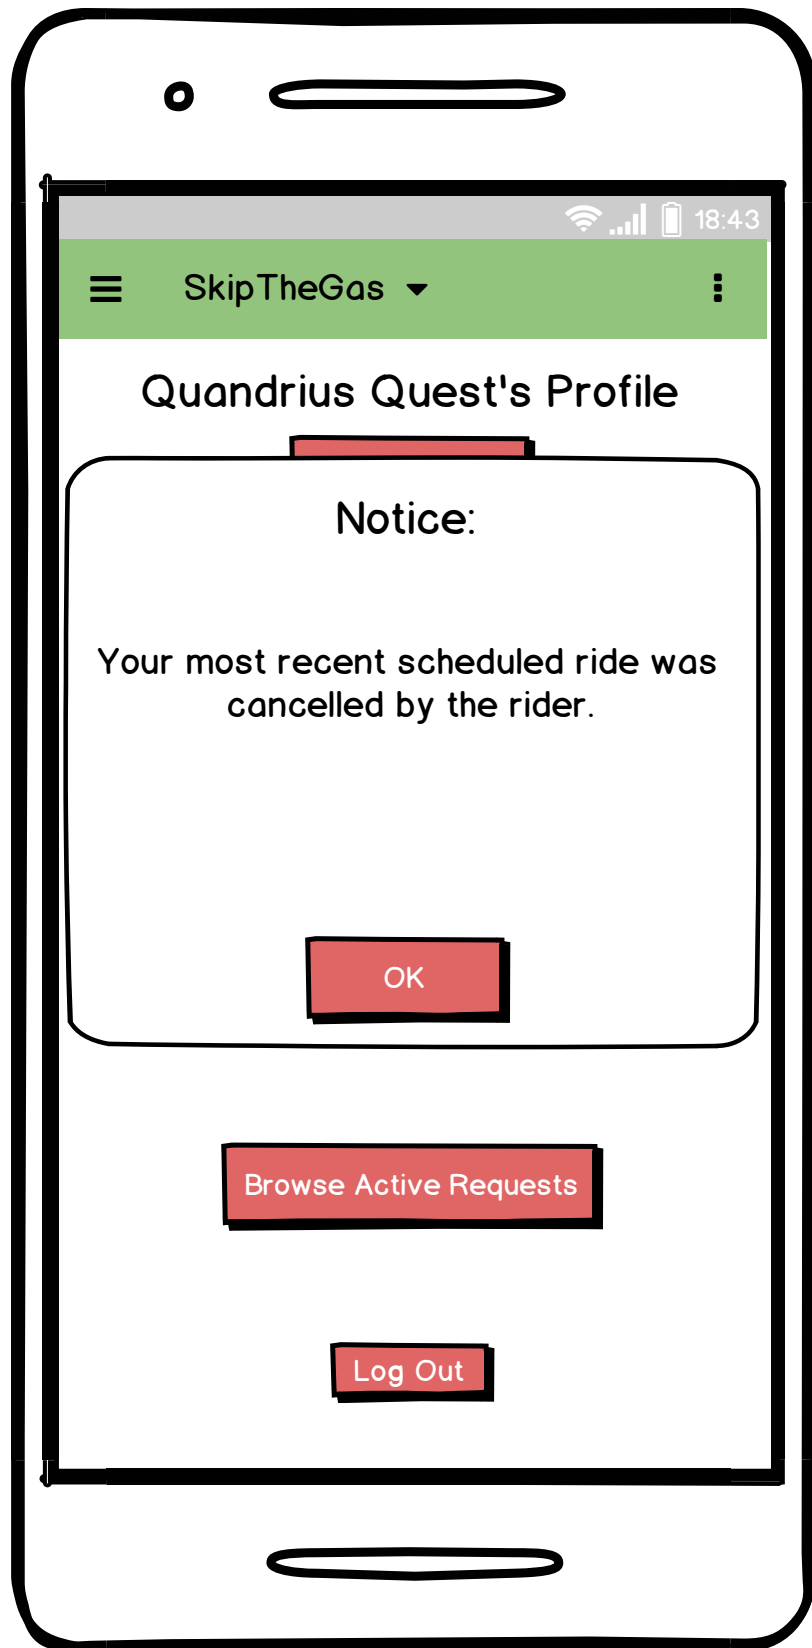 18:43
SkipTheGas
Quandrius Quest's Profile
Notice:
Your most recent scheduled ride was
cancelled by the rider.
OK
Browse Active Requests
Log Out